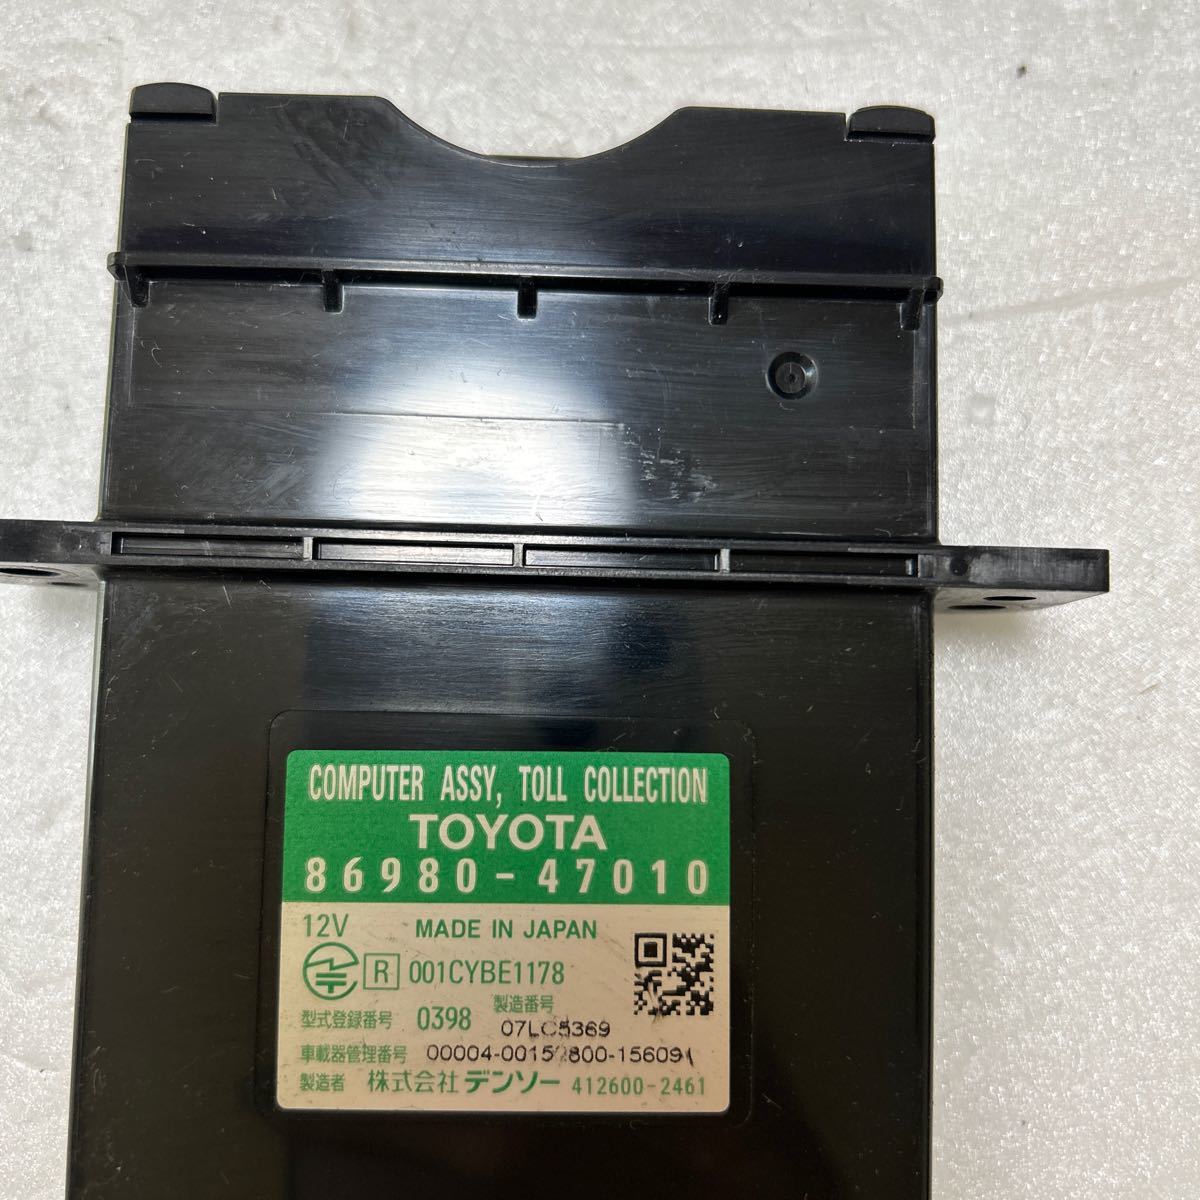 COMPUTER ASSY, TOLL COLLECTION
TOYOTA
86980-47010
12V MADE IN JAPAN
R 001CYBE1178
型式登録番号 0398 製造番号 07LC5369
車載器管理番号
製造者 株式会社デンソー 412600-2461